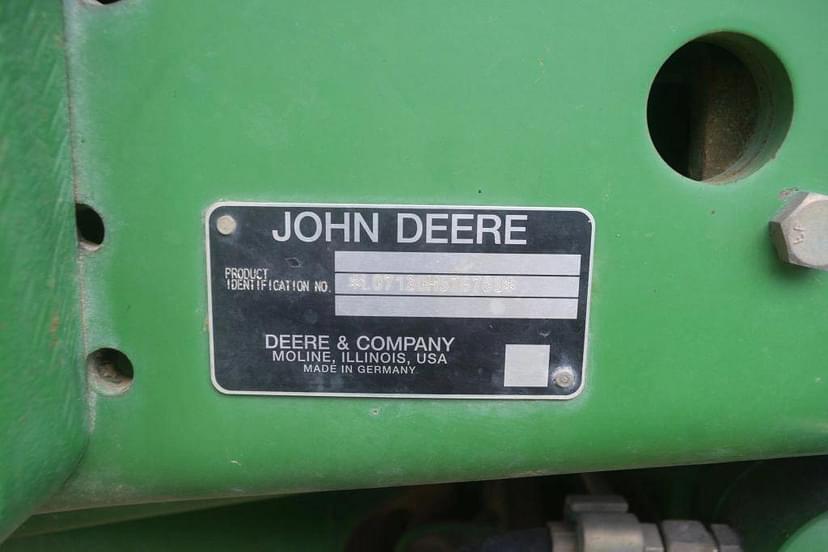 JOHN DEERE
PRODUCT
IDENTIFICATION NO.
DEERE & COMPANY
MOLINE, ILLINOIS, USA
MADE IN GERMANY